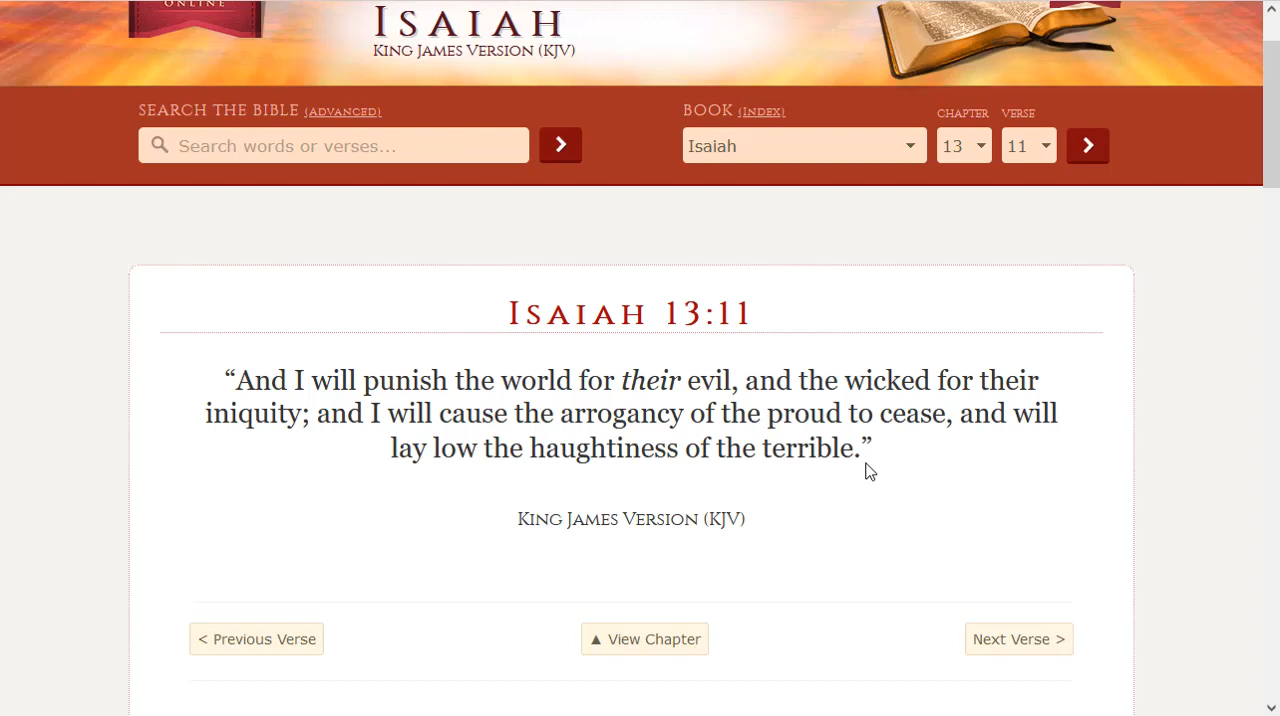 ONLINE
ISAIAH
KING JAMES VERSION (KJV)
SEARCH THE BIBLE (ADVANCED)
BOOK (INDEX)
CHAPTER
VERSE
Search words or verses...
Isaiah
13
11
ISAIAH 13:11
“And I will punish the world for their evil, and the wicked for their
iniquity; and I will cause the arrogancy of the proud to cease, and will
lay low the haughtiness of the terrible.”
KING JAMES VERSION (KJV)
< Previous Verse
▲ View Chapter
Next Verse >